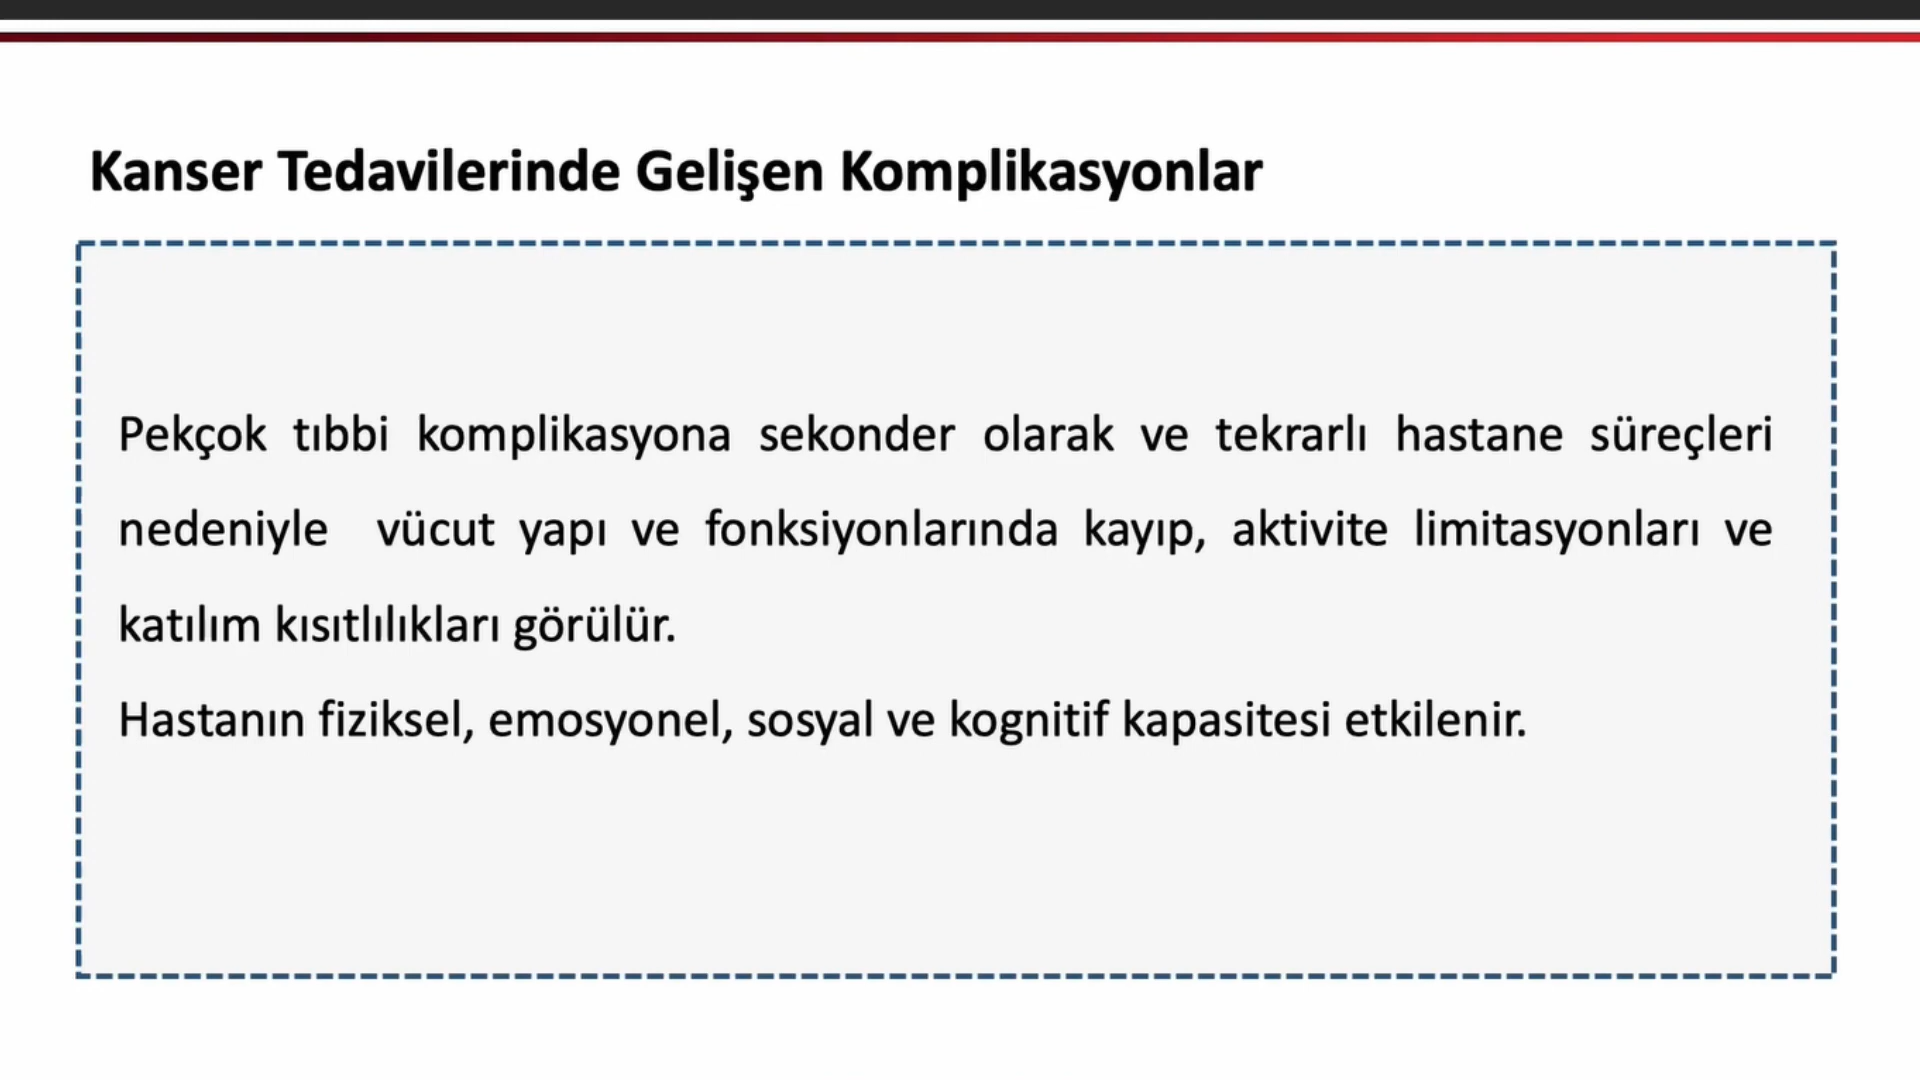 Kanser Tedavilerinde Gelişen Komplikasyonlar
Pekçok tıbbi komplikasyona sekonder olarak ve tekrarlı hastane süreçleri
nedeniyle vücut yapı ve fonksiyonlarında kayıp, aktivite limitasyonları ve
katılım kısıtlılıkları görülür.
Hastanın fiziksel, emosyonel, sosyal ve kognitif kapasitesi etkilenir.